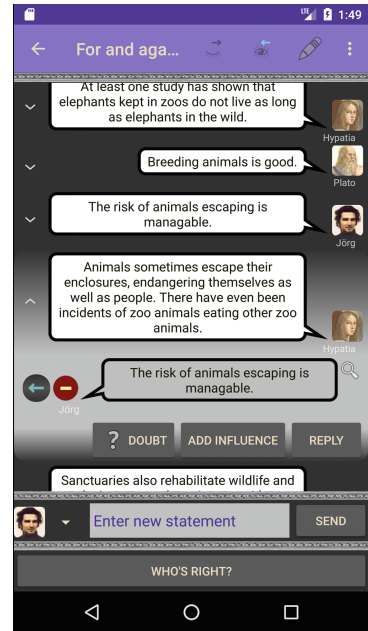 LTE 1:49
For and aga...
At least one study has shown that
elephants kept in zoos do not live as long
as elephants in the wild.
Hypatia
Breeding animals is good.
Plato
The risk of animals escaping is
managable.
Jörg
Animals sometimes escape their
enclosures, endangering themselves as
well as people. There have even been
incidents of zoo animals eating other zoo
animals.
Hypatia
The risk of animals escaping is
managable.
Jörg
? DOUBT ADD INFLUENCE REPLY
Sanctuaries also rehabilitate wildlife and
Enter new statement SEND
WHO'S RIGHT?